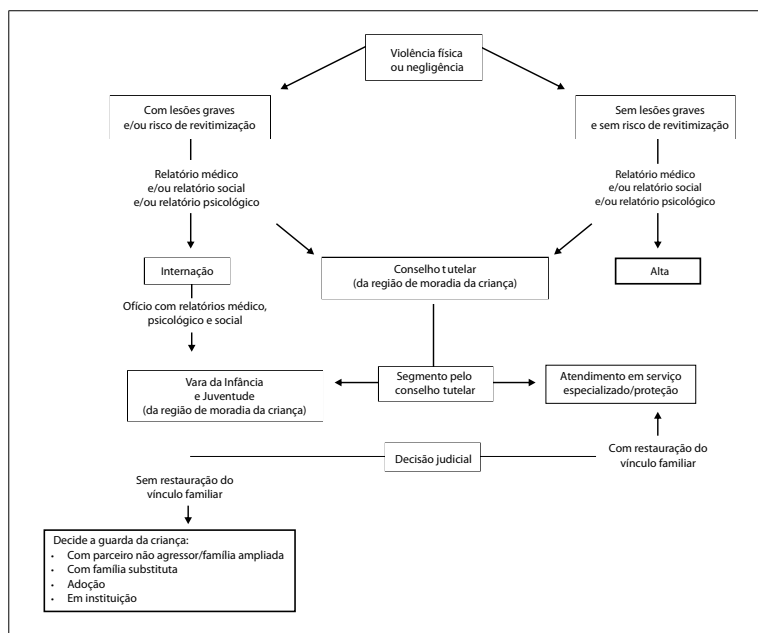 Violência física
ou negligência
Com lesões graves
e/ou risco de revitimização
Sem lesões graves
e sem risco de revitimização
Relatório médico
e/ou relatório social
e/ou relatório psicológico
Relatório médico
e/ou relatório social
e/ou relatório psicológico
Internação
Conselho tutelar
(da região de moradia da criança)
Alta
Ofício com relatórios médico,
psicológico e social
Vara da Infância
e Juventude
(da região de moradia da criança)
Segmento pelo
conselho tutelar
Atendimento em serviço
especializado/proteção
Decisão judicial
Com restauração do
vínculo familiar
Sem restauração do
vínculo familiar
Decide a guarda da criança:
• Com parceiro não agressor/família ampliada
• Com família substituta
• Adoção
• Em instituição